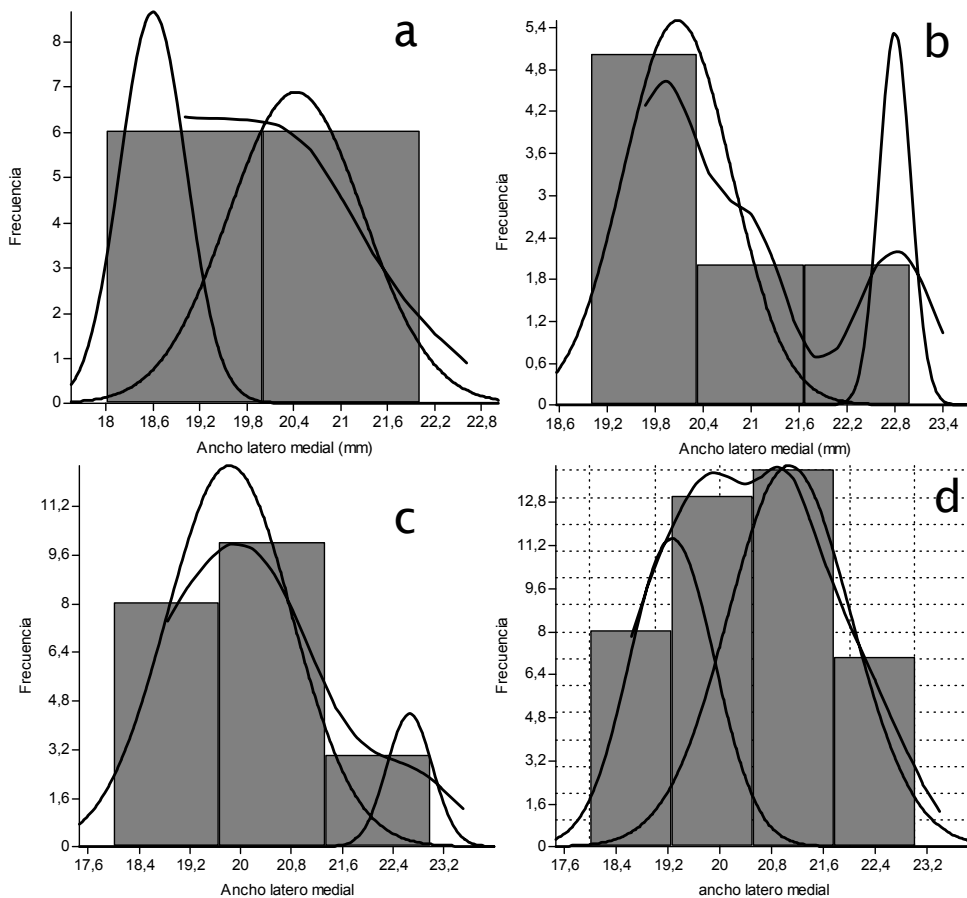 a
Frecuencia
8
7
6
5
4
3
2
1
0
18 18,6 19,2 19,8 20,4 21 21,6 22,2 22,8
Ancho latero medial (mm)
b
Frecuencia
5,4
4,8
4,2
3,6
3
2,4
1,8
1,2
0,6
0
18,6 19,2 19,8 20,4 21 21,6 22,2 22,8 23,4
Ancho latero medial (mm)
c
Frecuencia
11,2
9,6
8
6,4
4,8
3,2
1,6
0
17,6 18,4 19,2 20 20,8 21,6 22,4 23,2
Ancho latero medial
d
Frecuencia
12,8
11,2
9,6
8
6,4
4,8
3,2
1,6
0
17,6 18,4 19,2 20 20,8 21,6 22,4 23,2
ancho latero medial